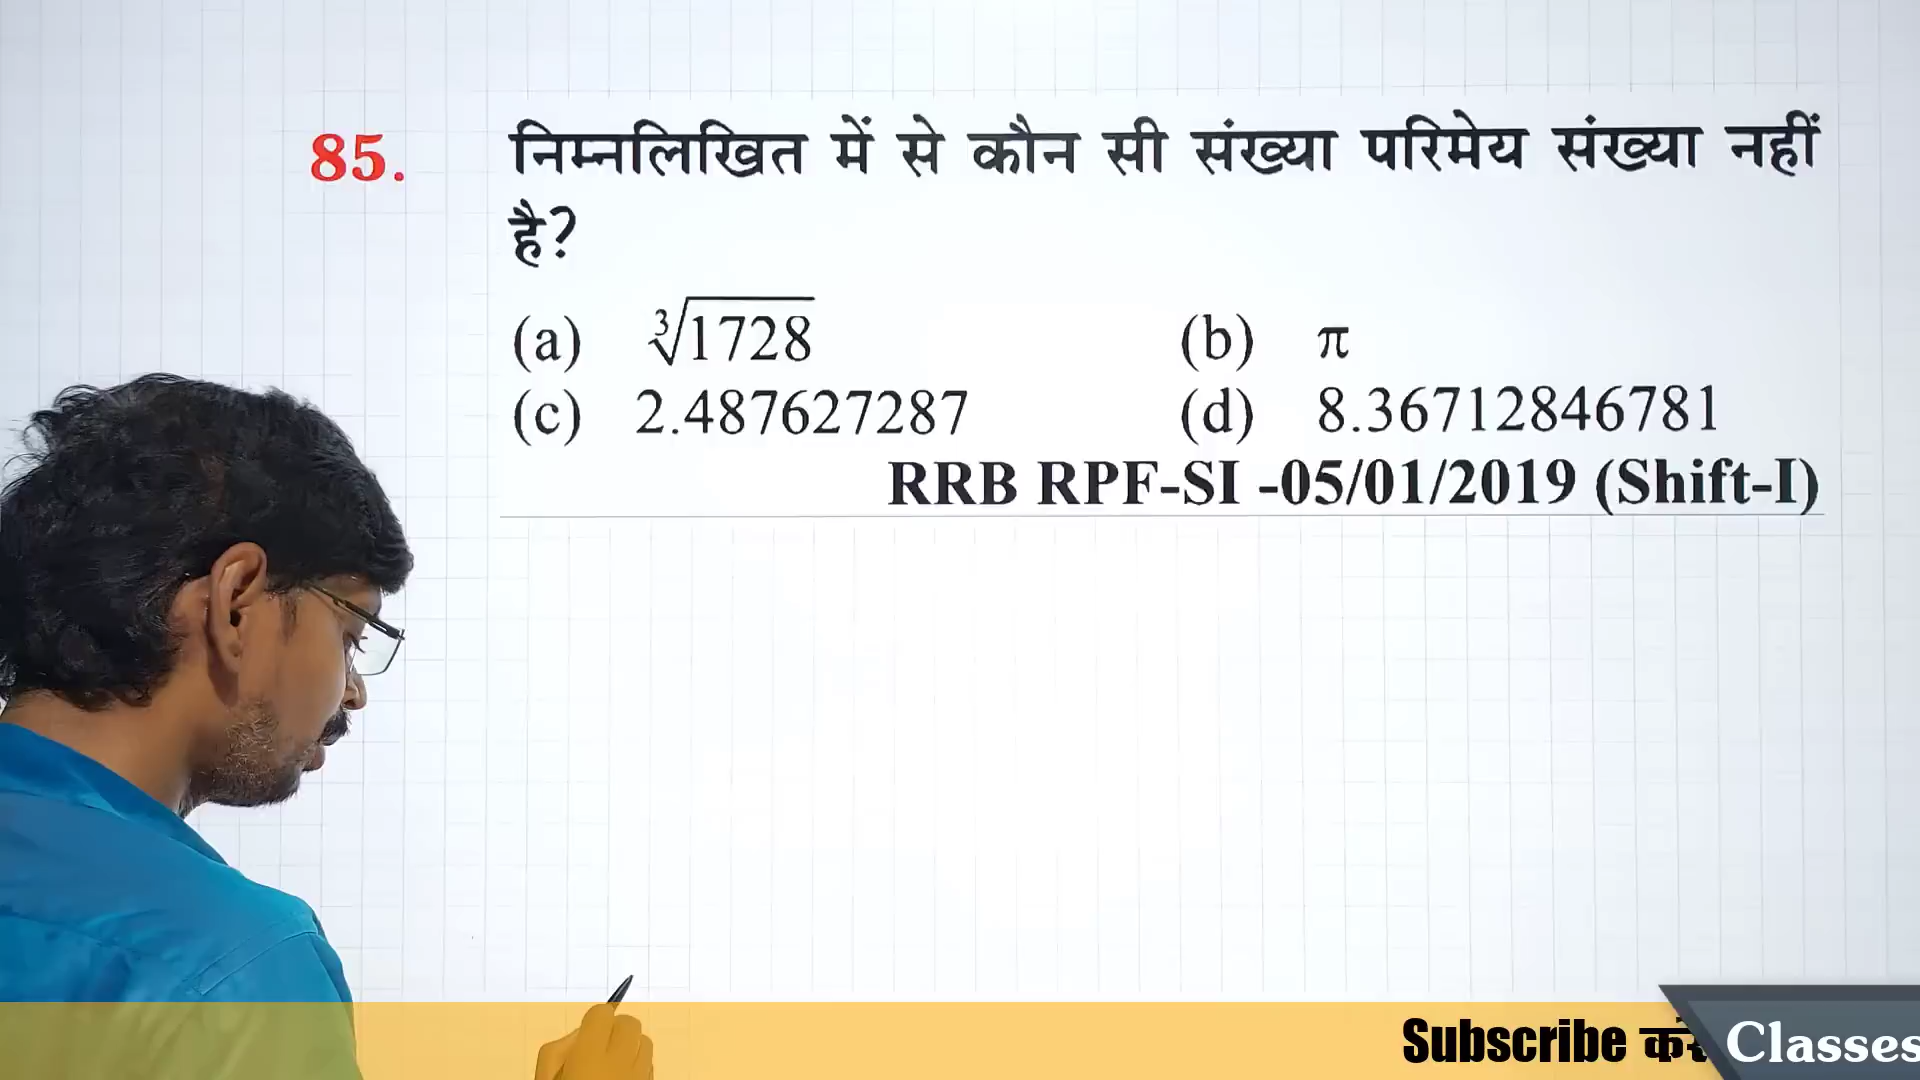 85. निम्नलिखित में से कौन सी संख्या परिमेय संख्या नहीं
है?
(a) ∛1728 (b) π
(c) 2.487627287 (d) 8.36712846781
RRB RPF-SI -05/01/2019 (Shift-I)
Subscribe Classes